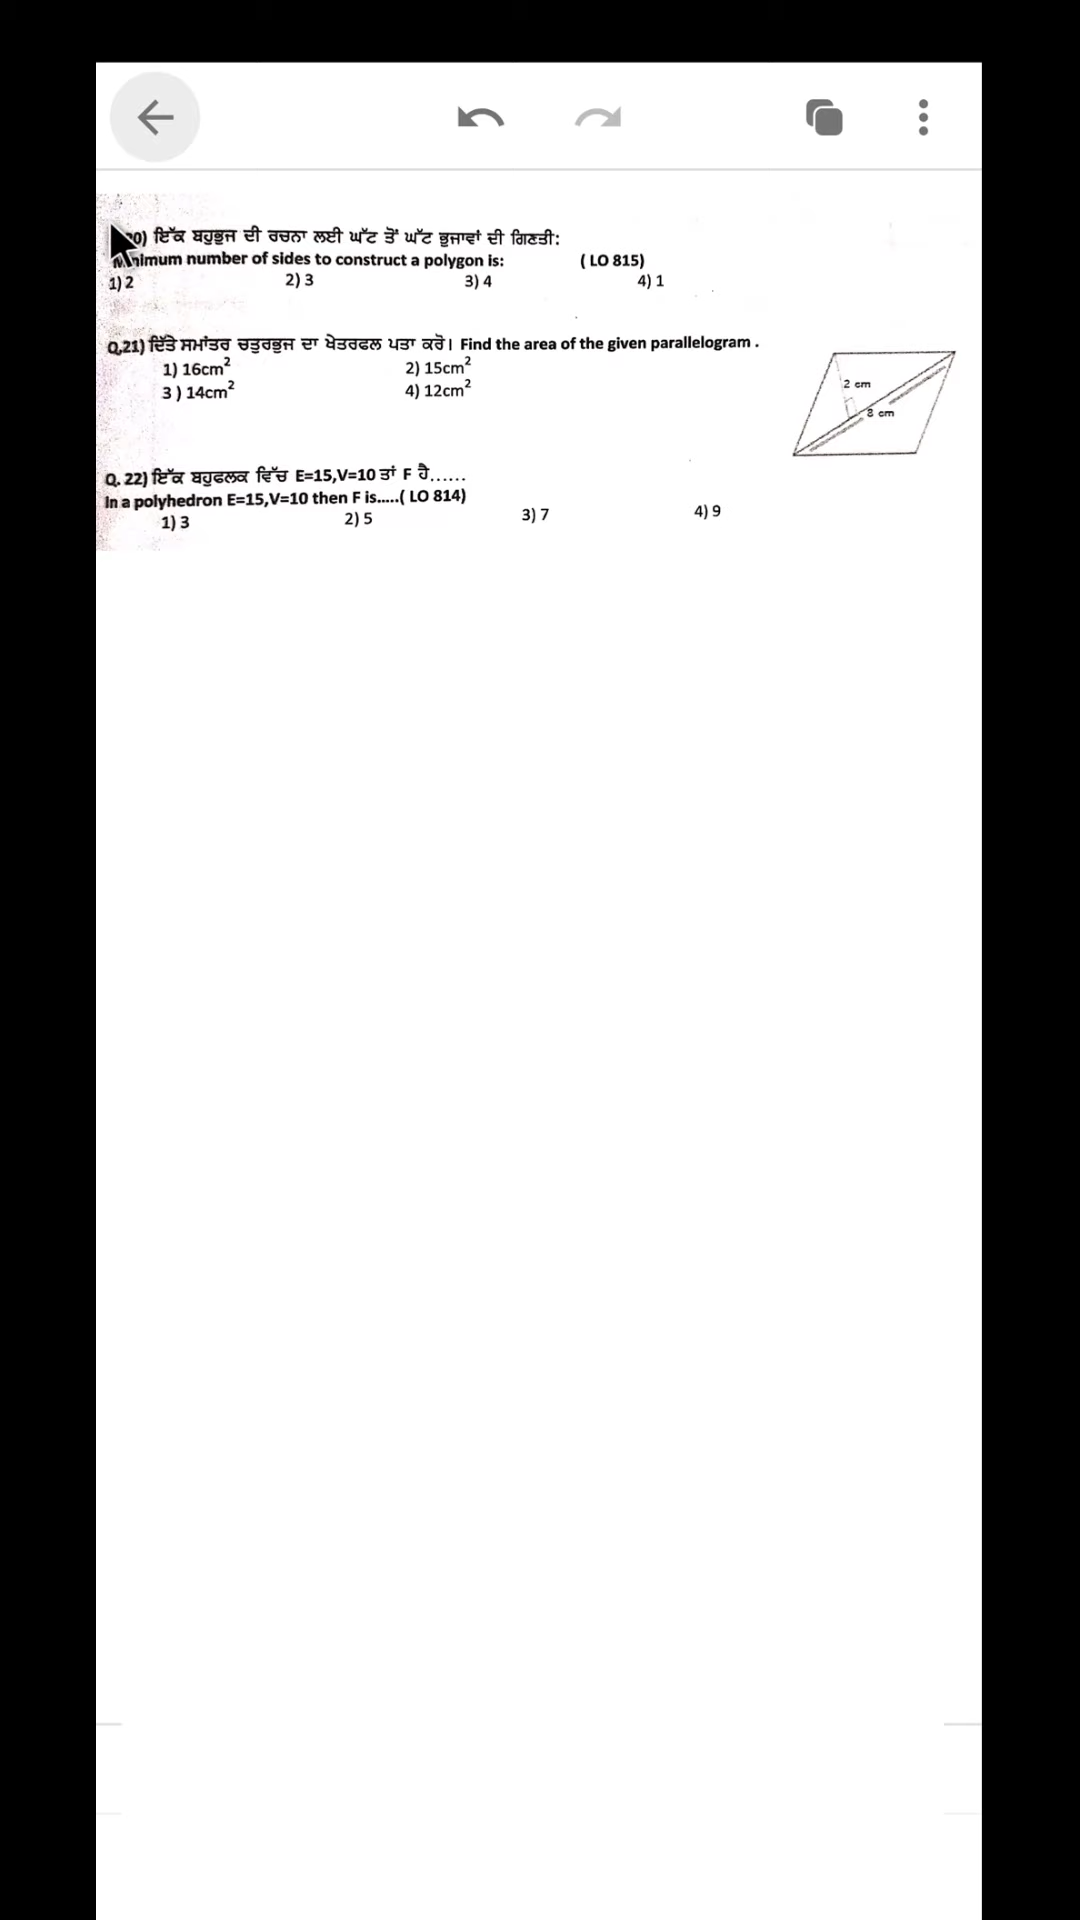 20) ਇੱਕ ਬਹੁਭੁਜ ਦੀ ਰਚਨਾ ਲਈ ਘੱਟ ਤੋਂ ਘੱਟ ਭੁਜਾਵਾਂ ਦੀ ਗਿਣਤੀ:
Minimum number of sides to construct a polygon is: ( LO 815)
1) 2 2) 3 3) 4 4) 1
Q.21) ਦਿੱਤੇ ਸਮਾਂਤਰ ਚਤੁਰਭੁਜ ਦਾ ਖੇਤਰਫਲ ਪਤਾ ਕਰੋ। Find the area of the given parallelogram .
1) 16cm² 2) 15cm²
3 ) 14cm² 4) 12cm²
2 cm
8 cm
Q. 22) ਇੱਕ ਬਹੁਫਲਕ ਵਿੱਚ E=15,V=10 ਤਾਂ F ਹੈ......
In a polyhedron E=15,V=10 then F is.....( LO 814)
1) 3 2) 5 3) 7 4) 9